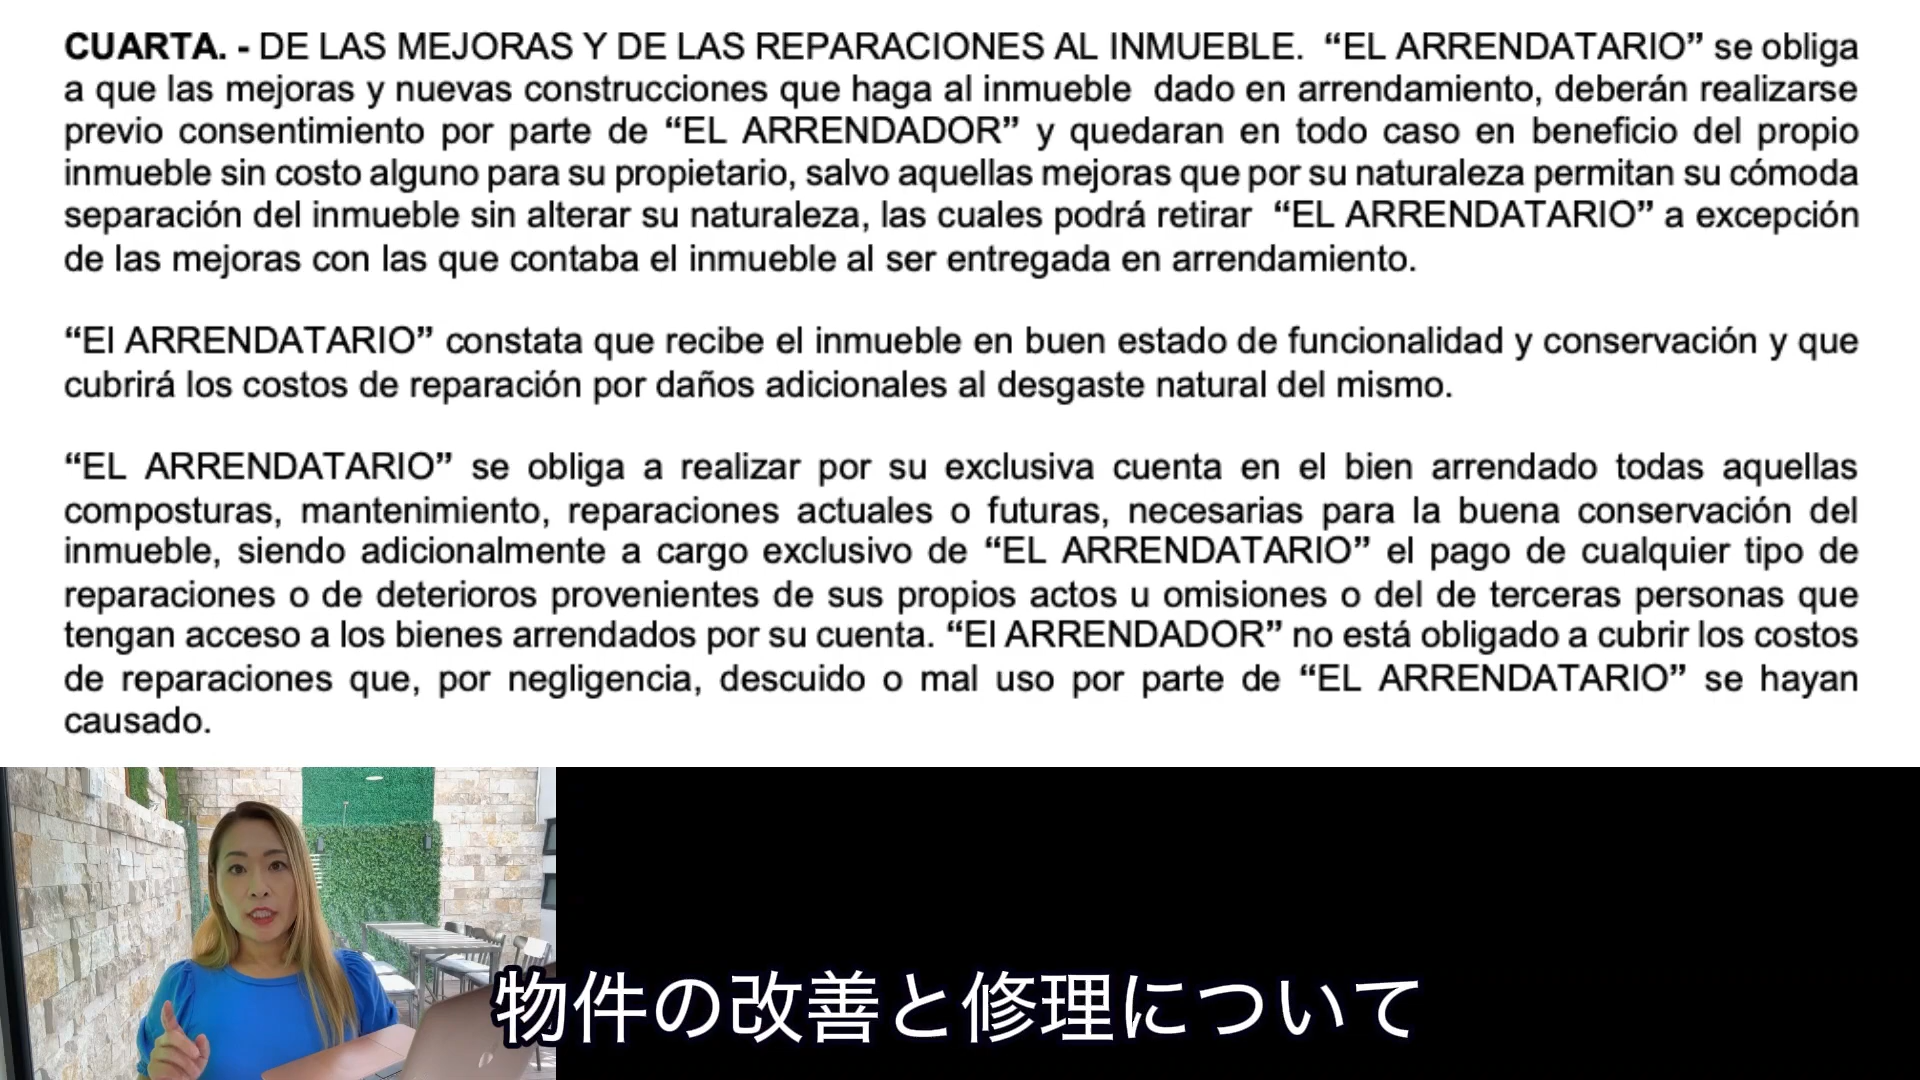 CUARTA. - DE LAS MEJORAS Y DE LAS REPARACIONES AL INMUEBLE. “EL ARRENDATARIO” se obliga
a que las mejoras y nuevas construcciones que haga al inmueble dado en arrendamiento, deberán realizarse
previo consentimiento por parte de “EL ARRENDADOR” y quedaran en todo caso en beneficio del propio
inmueble sin costo alguno para su propietario, salvo aquellas mejoras que por su naturaleza permitan su cómoda
separación del inmueble sin alterar su naturaleza, las cuales podrá retirar “EL ARRENDATARIO” a excepción
de las mejoras con las que contaba el inmueble al ser entregada en arrendamiento.
“El ARRENDATARIO” constata que recibe el inmueble en buen estado de funcionalidad y conservación y que
cubrirá los costos de reparación por daños adicionales al desgaste natural del mismo.
“EL ARRENDATARIO” se obliga a realizar por su exclusiva cuenta en el bien arrendado todas aquellas
composturas, mantenimiento, reparaciones actuales o futuras, necesarias para la buena conservación del
inmueble, siendo adicionalmente a cargo exclusivo de “EL ARRENDATARIO” el pago de cualquier tipo de
reparaciones o de deterioros provenientes de sus propios actos u omisiones o del de terceras personas que
tengan acceso a los bienes arrendados por su cuenta. “El ARRENDADOR” no está obligado a cubrir los costos
de reparaciones que, por negligencia, descuido o mal uso por parte de “EL ARRENDATARIO” se hayan
causado.
物件の改善と修理について